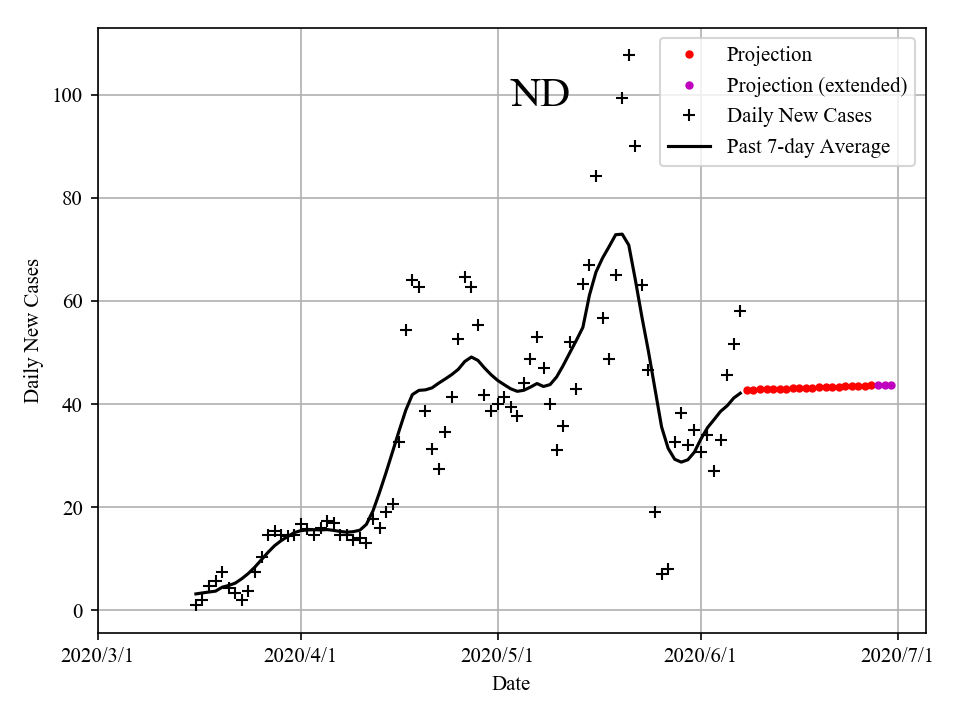 ND
Projection
Projection (extended)
Daily New Cases
Past 7-day Average
Daily New Cases
100
80
60
40
20
0
2020/3/1 2020/4/1 2020/5/1 2020/6/1 2020/7/1
Date